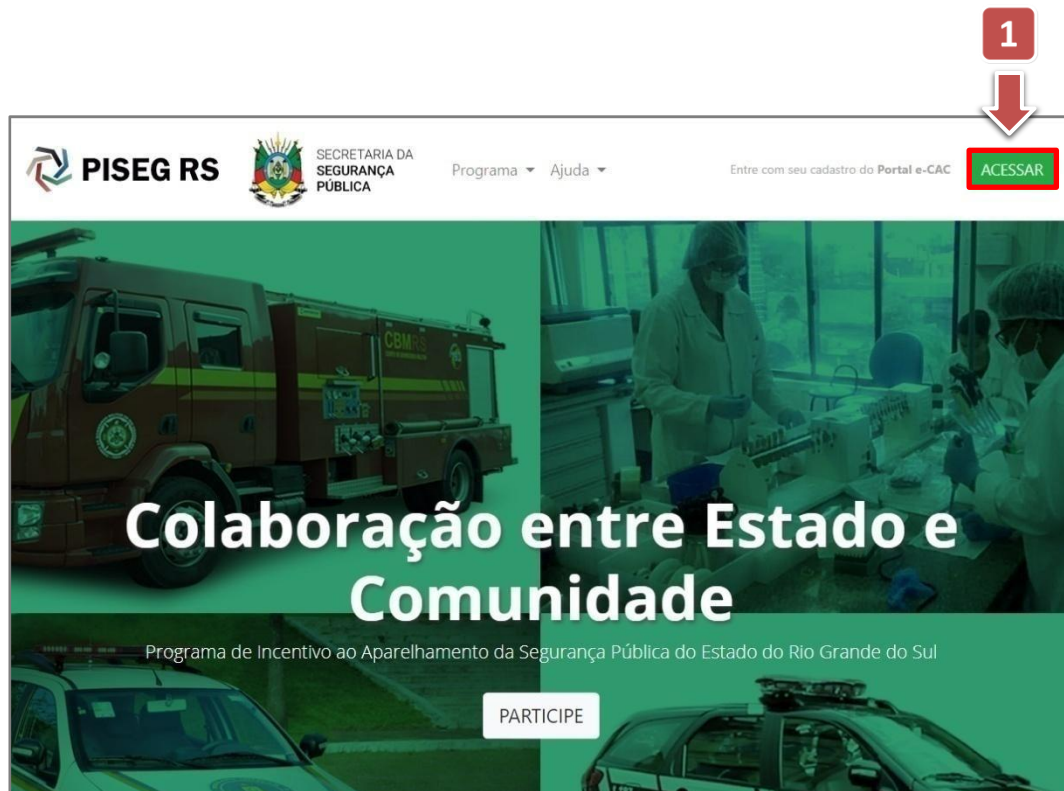 1
PISEG RS
SECRETARIA DA
SEGURANÇA
PÚBLICA
Programa
Ajuda
Entre com seu cadastro do Portal e-CAC
ACESSAR
CBMRS
Colaboração entre Estado e
Comunidade
Programa de Incentivo ao Aparelhamento da Segurança Pública do Estado do Rio Grande do Sul
PARTICIPE